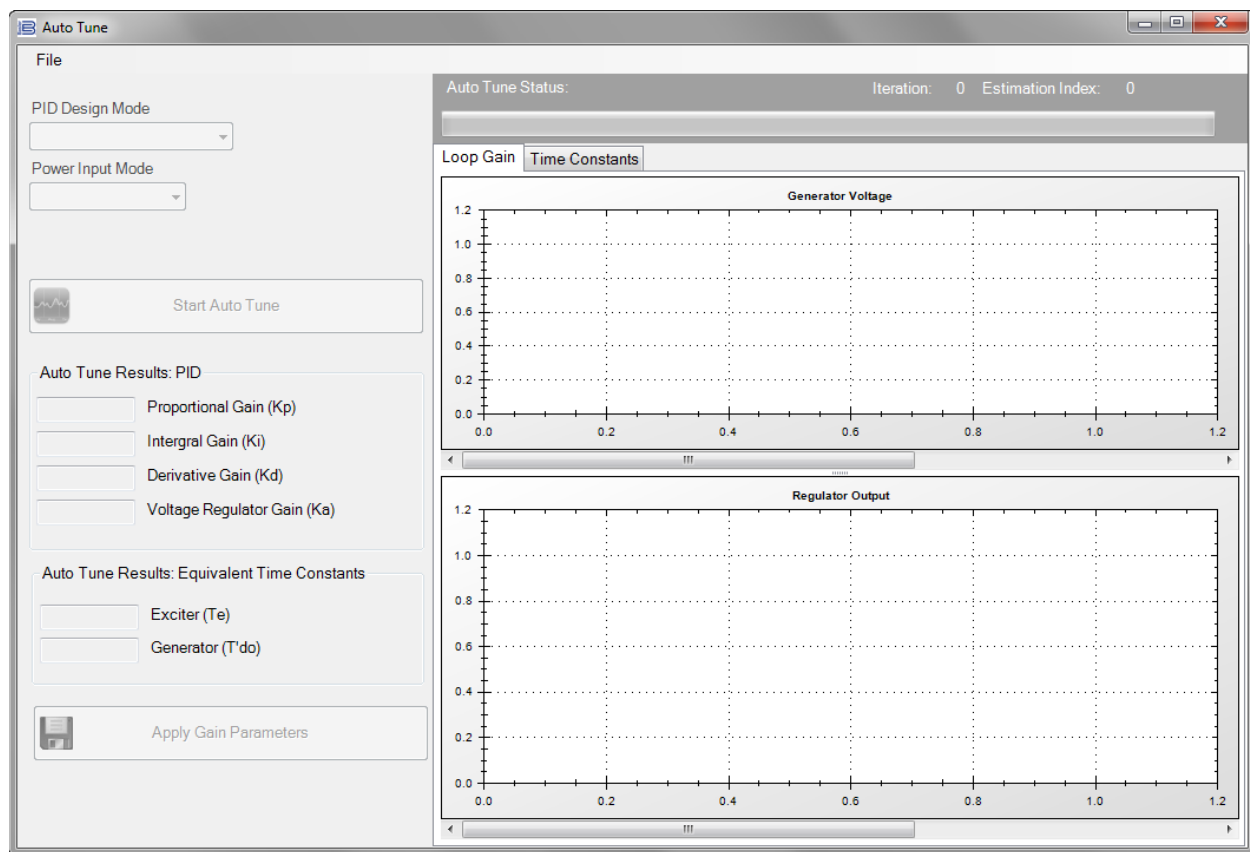 Auto Tune
File
PID Design Mode
Power Input Mode
Start Auto Tune
Auto Tune Results: PID
Proportional Gain (Kp)
Intergral Gain (Ki)
Derivative Gain (Kd)
Voltage Regulator Gain (Ka)
Auto Tune Results: Equivalent Time Constants
Exciter (Te)
Generator (T'do)
Apply Gain Parameters
Auto Tune Status: Iteration: 0 Estimation Index: 0
Loop Gain Time Constants
Generator Voltage
1.2
1.0
0.8
0.6
0.4
0.2
0.0
0.0 0.2 0.4 0.6 0.8 1.0 1.2
Regulator Output
1.2
1.0
0.8
0.6
0.4
0.2
0.0
0.0 0.2 0.4 0.6 0.8 1.0 1.2